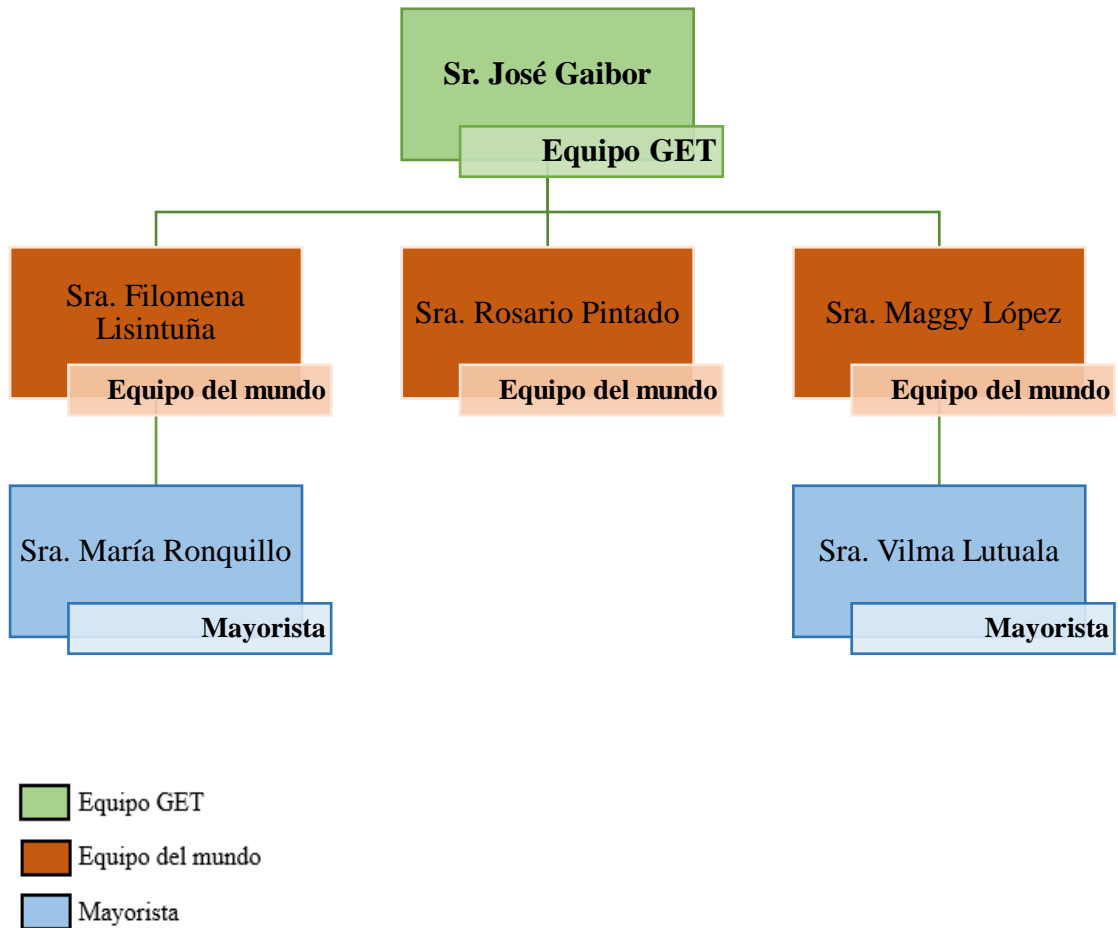 Sr. José Gaibor
Equipo GET
Sra. Filomena
Lisintuña
Equipo del mundo
Sra. Rosario Pintado
Equipo del mundo
Sra. Maggy López
Equipo del mundo
Sra. María Ronquillo
Mayorista
Sra. Vilma Lutuala
Mayorista
Equipo GET
Equipo del mundo
Mayorista